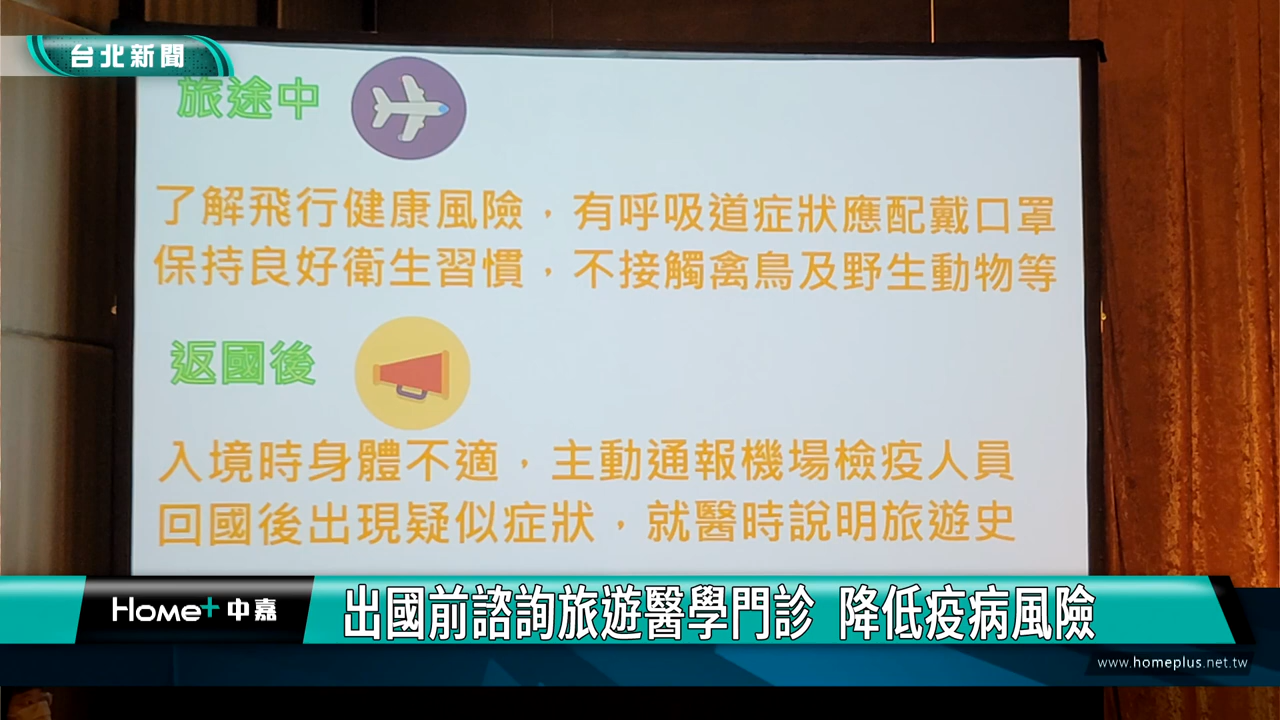 台北新聞
旅途中
了解飛行健康風險，有呼吸道症狀應配戴口罩
保持良好衛生習慣，不接觸禽鳥及野生動物等
返國後
入境時身體不適，主動通報機場檢疫人員
回國後出現疑似症狀，就醫時說明旅遊史
Home+中嘉
出國前諮詢旅遊醫學門診 降低疫病風險
www.homeplus.net.tw